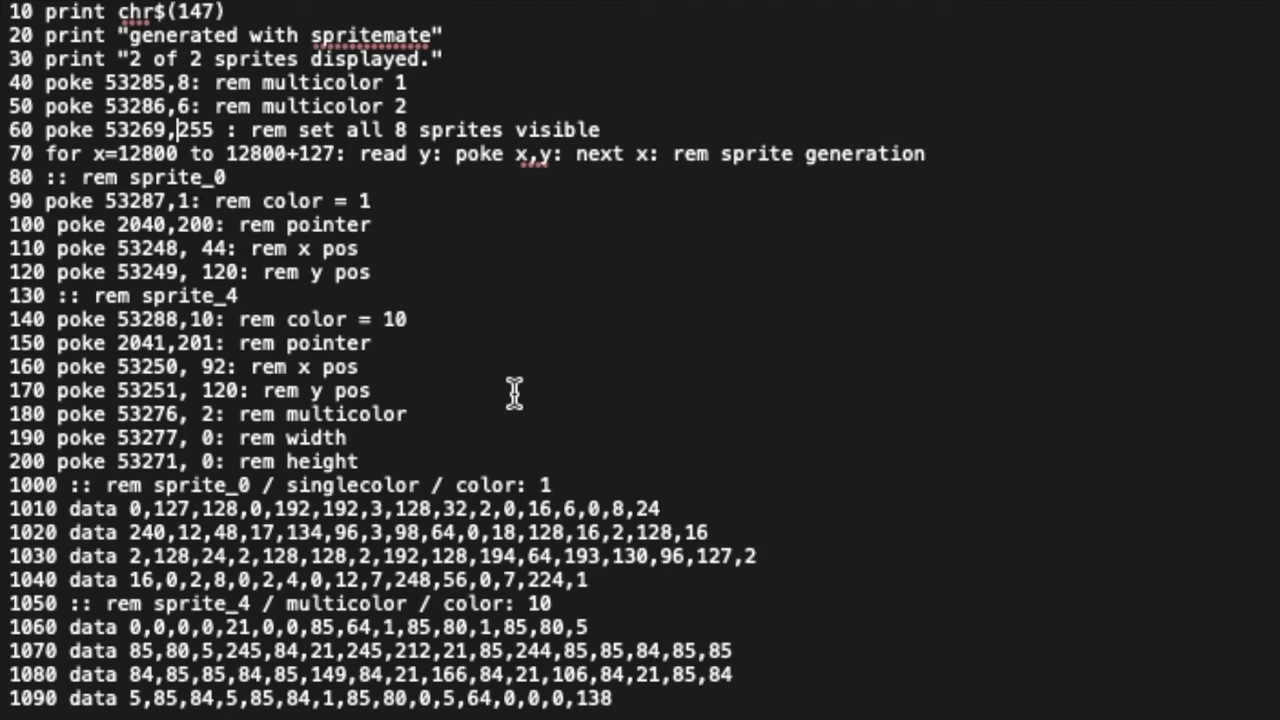 10 print chr$(147)
20 print "generated with spritemate"
30 print "2 of 2 sprites displayed."
40 poke 53285,8: rem multicolor 1
50 poke 53286,6: rem multicolor 2
60 poke 53269,255 : rem set all 8 sprites visible
70 for x=12800 to 12800+127: read y: poke x,y: next x: rem sprite generation
80 :: rem sprite_0
90 poke 53287,1: rem color = 1
100 poke 2040,200: rem pointer
110 poke 53248, 44: rem x pos
120 poke 53249, 120: rem y pos
130 :: rem sprite_4
140 poke 53288,10: rem color = 10
150 poke 2041,201: rem pointer
160 poke 53250, 92: rem x pos
170 poke 53251, 120: rem y pos
180 poke 53276, 2: rem multicolor
190 poke 53277, 0: rem width
200 poke 53271, 0: rem height
1000 :: rem sprite_0 / singlecolor / color: 1
1010 data 0,127,128,0,192,192,3,128,32,2,0,16,6,0,8,24
1020 data 240,12,48,17,134,96,3,98,64,0,18,128,16,2,128,16
1030 data 2,128,24,2,128,128,2,192,128,194,64,193,130,96,127,2
1040 data 16,0,2,8,0,2,4,0,12,7,248,56,0,7,224,1
1050 :: rem sprite_4 / multicolor / color: 10
1060 data 0,0,0,0,21,0,0,85,64,1,85,80,1,85,80,5
1070 data 85,80,5,245,84,21,245,212,21,85,244,85,85,84,85,85
1080 data 84,85,85,84,85,149,84,21,166,84,21,106,84,21,85,84
1090 data 5,85,84,5,85,84,1,85,80,0,5,64,0,0,0,138